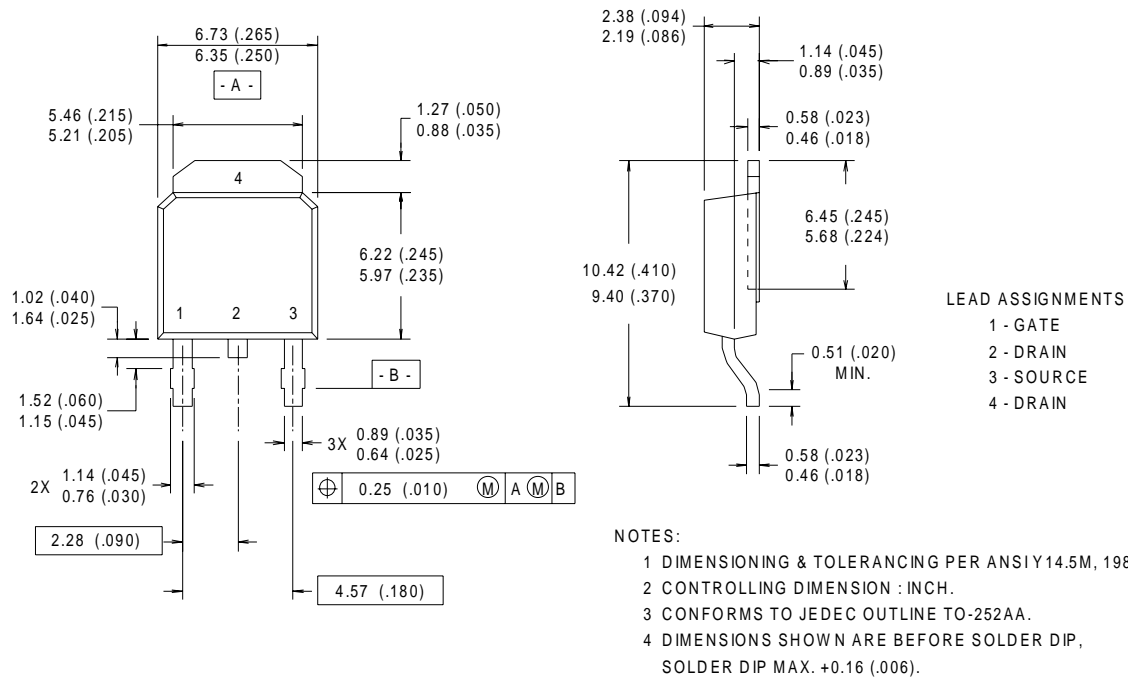 6.73 (.265)
6.35 (.250)
- A -
5.46 (.215)
5.21 (.205)
1.27 (.050)
0.88 (.035)
4
6.22 (.245)
5.97 (.235)
1.02 (.040)
1.64 (.025)
1 2 3
- B -
1.52 (.060)
1.15 (.045)
3X 0.89 (.035)
0.64 (.025)
2X 1.14 (.045)
0.76 (.030)
⌖ 0.25 (.010) Ⓜ A Ⓜ B
2.28 (.090)
4.57 (.180)
2.38 (.094)
2.19 (.086)
1.14 (.045)
0.89 (.035)
0.58 (.023)
0.46 (.018)
6.45 (.245)
5.68 (.224)
10.42 (.410)
9.40 (.370)
0.51 (.020)
MIN.
0.58 (.023)
0.46 (.018)
LEAD ASSIGNMENTS
1 - GATE
2 - DRAIN
3 - SOURCE
4 - DRAIN
NOTES:
1 DIMENSIONING & TOLERANCING PER ANSI Y14.5M, 198
2 CONTROLLING DIMENSION : INCH.
3 CONFORMS TO JEDEC OUTLINE TO-252AA.
4 DIMENSIONS SHOWN ARE BEFORE SOLDER DIP,
SOLDER DIP MAX. +0.16 (.006).